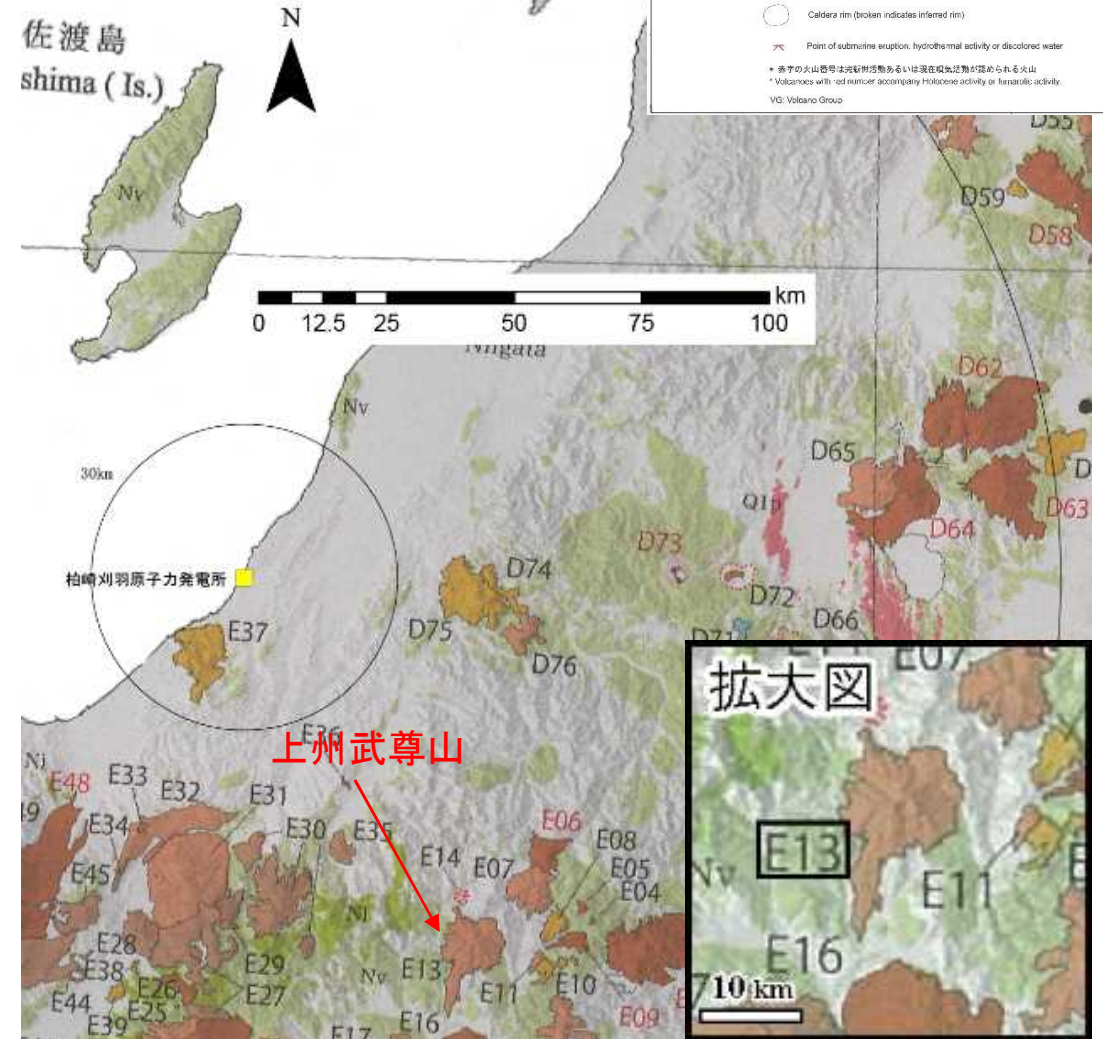 佐渡島
shima ( Is.)
N
Caldera rim (broken indicates inferred rim)
Point of submarine eruption, hydrothermal activity or discolored water
* 赤字の火山番号は完新世活動あるいは現在噴気活動が認められる火山
* Volcanoes with red number accompany Holocene activity or fumarolic activity.
VG: Volcano Group
D55
Nv
D59
D58
km
0 12.5 25 50 75 100
Niigata
D62
Nv
D65
D
30km
Q1p
D63
D64
D73
D74
柏崎刈羽原子力発電所
D72
E37
D75
D66
D71
D76
E36
上州武尊山
Ni
E48
E33
E32
E31
49
E34
E30
E35
E06
E08
E14
E07
E05
E45
E04
Ni
E28
E29
Nv
E13
E38
E26
E27
E11
E10
E44
E25
E39
E16
E09
E17
拡大図
E07
E13
Nv
E11
E
E16
7
10 km